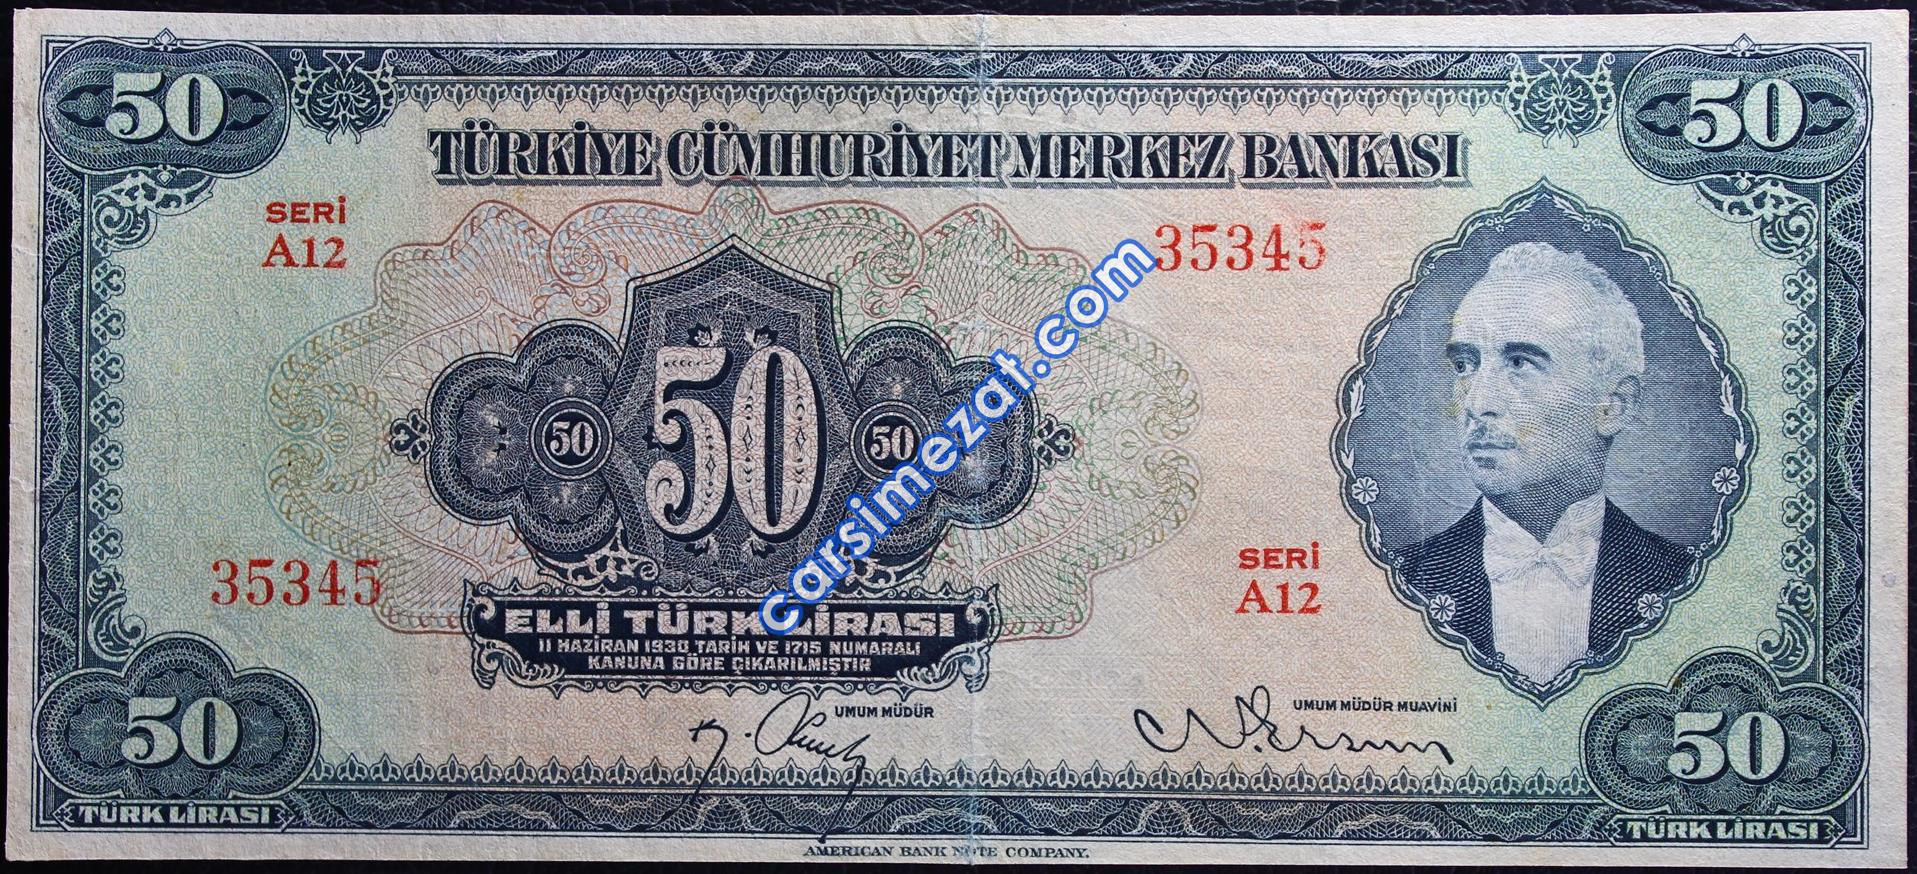 50
50
TÜRKİYE CÜMHURİYET MERKEZ BANKASI
SERİ
A12
35345
50
50
50
carsimezat.com
35345
SERİ
A12
ELLİ TÜRK LİRASI
11 HAZİRAN 1930 TARİH VE 1715 NUMARALI
KANUNA GÖRE ÇIKARILMIŞTIR
UMUM MÜDÜR
UMUM MÜDÜR MUAVİNİ
50
50
TÜRK LİRASI
TÜRK LİRASI
AMERICAN BANK NOTE COMPANY.